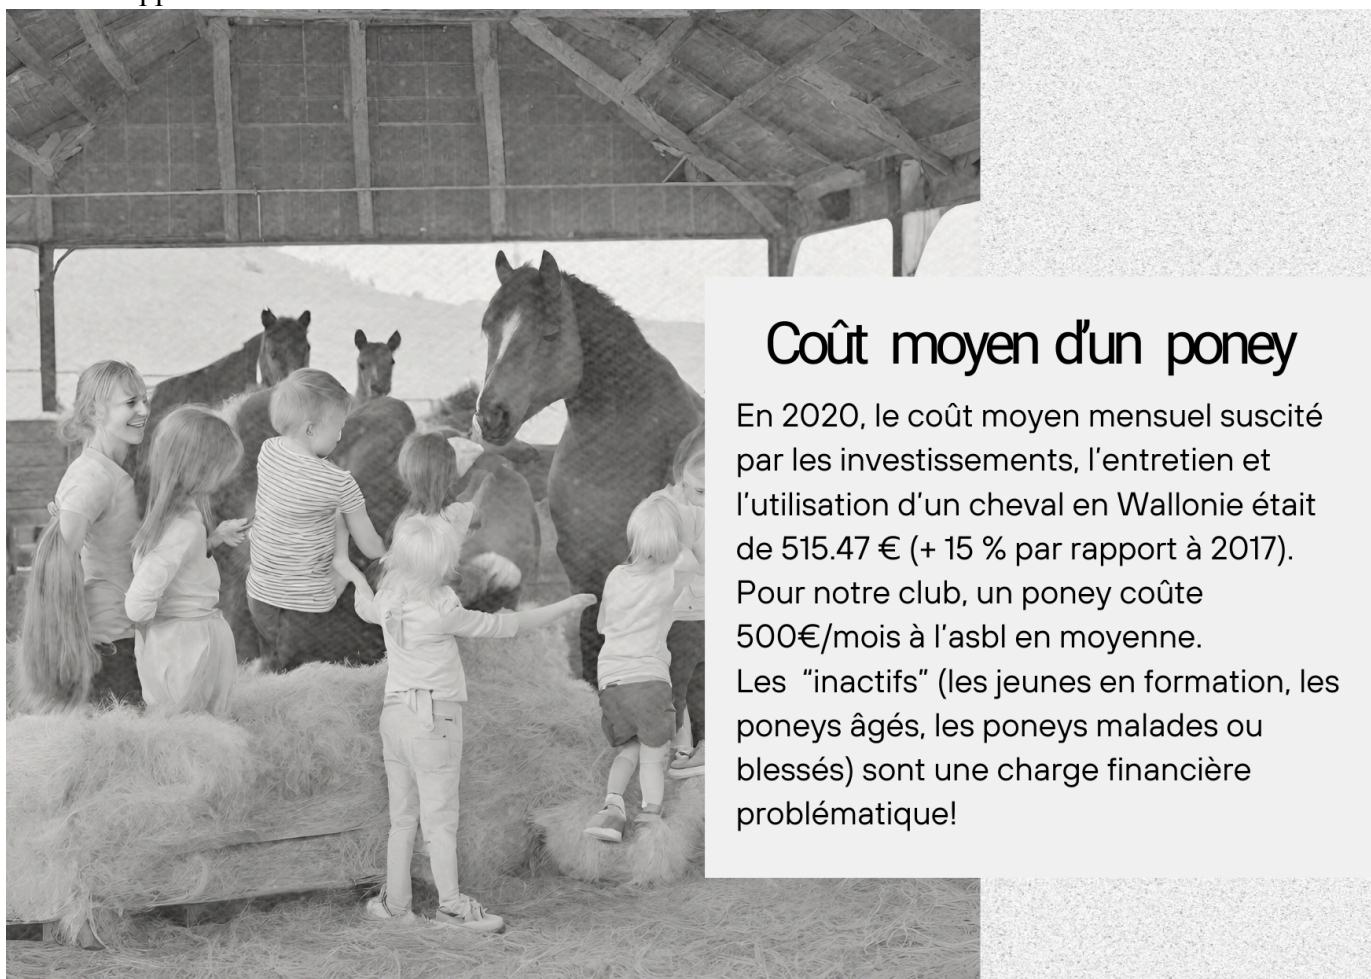 Coût moyen d'un poney
En 2020, le coût moyen mensuel suscité
par les investissements, l'entretien et
l'utilisation d'un cheval en Wallonie était
de 515.47 € (+ 15 % par rapport à 2017).
Pour notre club, un poney coûte
500€/mois à l'asbl en moyenne.
Les "inactifs" (les jeunes en formation, les
poneys âgés, les poneys malades ou
blessés) sont une charge financière
problématique!